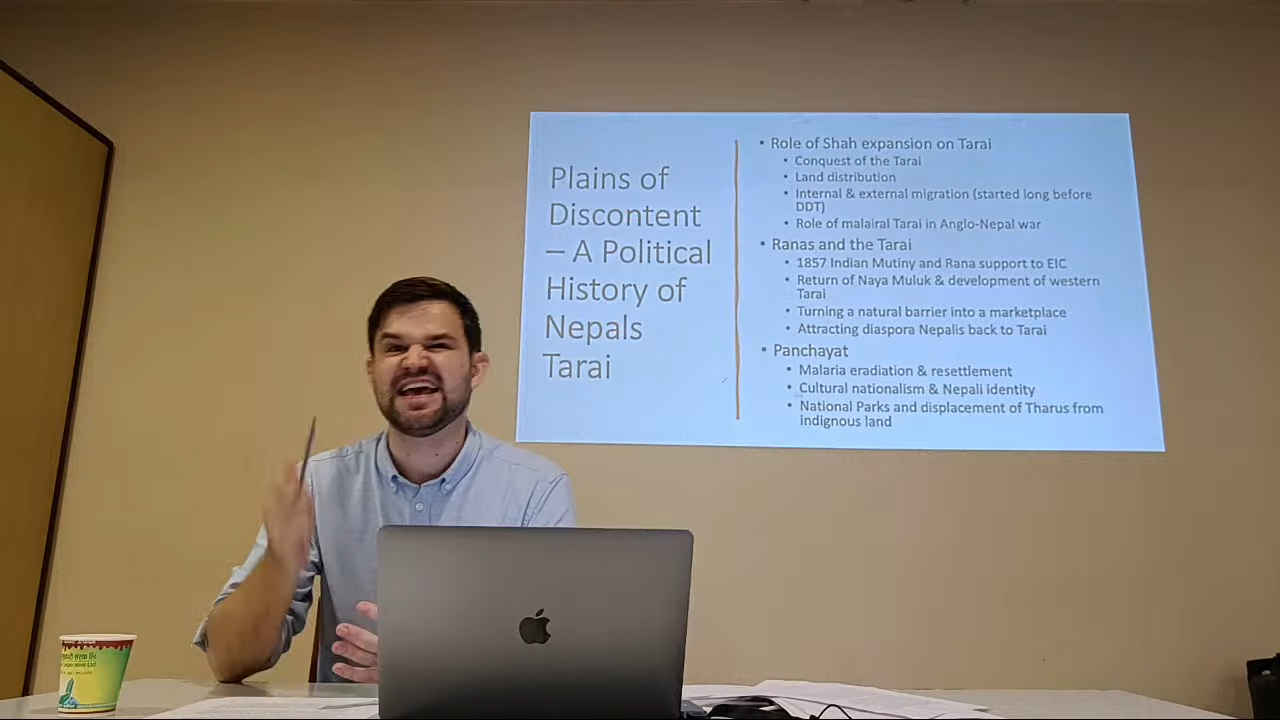 Plains of
Discontent
– A Political
History of
Nepals
Tarai
• Role of Shah expansion on Tarai
• Conquest of the Tarai
• Land distribution
• Internal & external migration (started long before
DDT)
• Role of malairal Tarai in Anglo-Nepal war
• Ranas and the Tarai
• 1857 Indian Mutiny and Rana support to EIC
• Return of Naya Muluk & development of western
Tarai
• Turning a natural barrier into a marketplace
• Attracting diaspora Nepalis back to Tarai
• Panchayat
• Malaria eradiation & resettlement
• Cultural nationalism & Nepali identity
• National Parks and displacement of Tharus from
indignous land